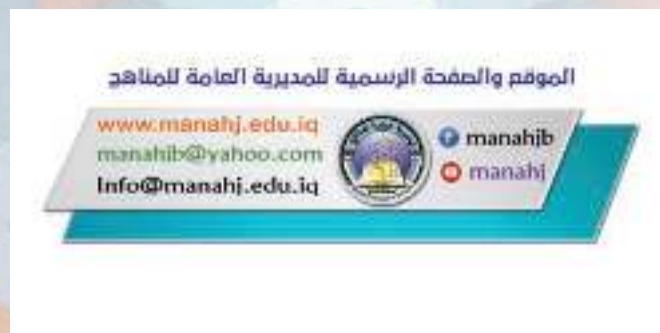 الموقع والصفحة الرسمية للمديرية العامة للمناهج
www.manahj.edu.iq
manahjb@yahoo.com
Info@manahj.edu.iq
manahjb
manahj